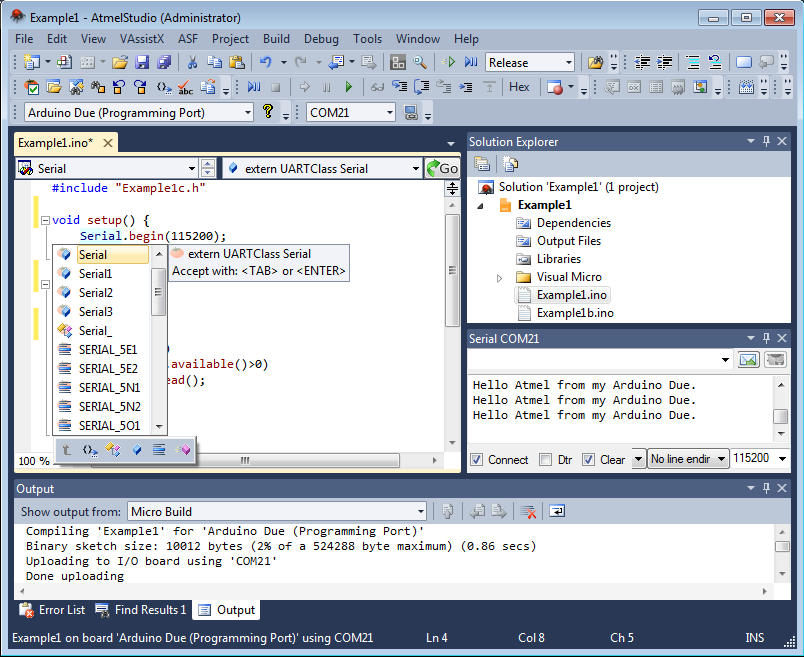 Example1 - AtmelStudio (Administrator)
File Edit View VAssistX ASF Project Build Debug Tools Window Help
Release
abc Hex
Arduino Due (Programming Port) COM21
Example1.ino*
Serial extern UARTClass Serial Go
#include "Example1c.h"
void setup() {
Serial.begin(115200);
Serial
Serial1
Serial2
Serial3
Serial_
SERIAL_5E1
SERIAL_5E2
SERIAL_5N1
SERIAL_5N2
SERIAL_5O1
extern UARTClass Serial
Accept with: <TAB> or <ENTER>
)
.available()>0)
ead();
100 %
Solution Explorer
Solution 'Example1' (1 project)
Example1
Dependencies
Output Files
Libraries
Visual Micro
Example1.ino
Example1b.ino
Serial COM21
Hello Atmel from my Arduino Due.
Hello Atmel from my Arduino Due.
Hello Atmel from my Arduino Due.
Connect Dtr Clear No line endir 115200
Output
Show output from: Micro Build
Compiling 'Example1' for 'Arduino Due (Programming Port)'
Binary sketch size: 10012 bytes (2% of a 524288 byte maximum) (0.86 secs)
Uploading to I/O board using 'COM21'
Done uploading
Error List Find Results 1 Output
Example1 on board 'Arduino Due (Programming Port)' using COM21 Ln 4 Col 8 Ch 5 INS